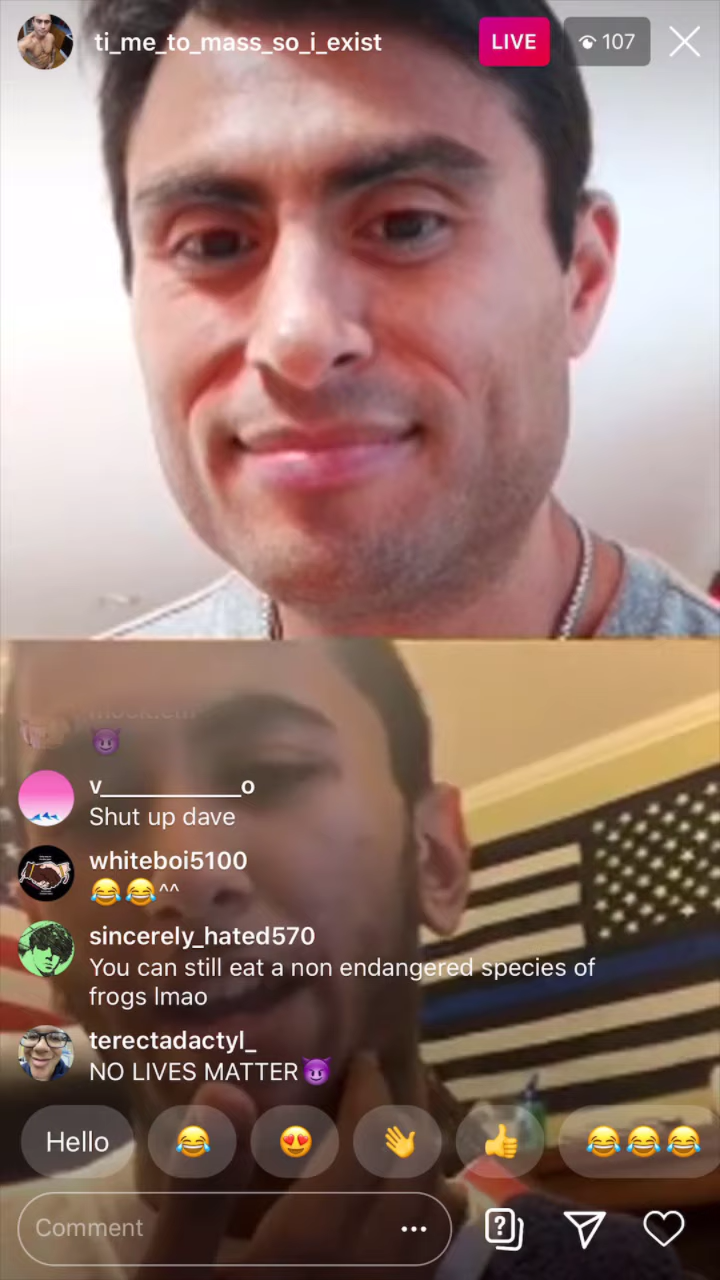 ti_me_to_mass_so_i_exist
LIVE
107
v____________o
Shut up dave
whiteboi5100
😂😂^^
sincerely_hated570
You can still eat a non endangered species of
frogs lmao
terectadactyl_
NO LIVES MATTER😈
Hello
Comment